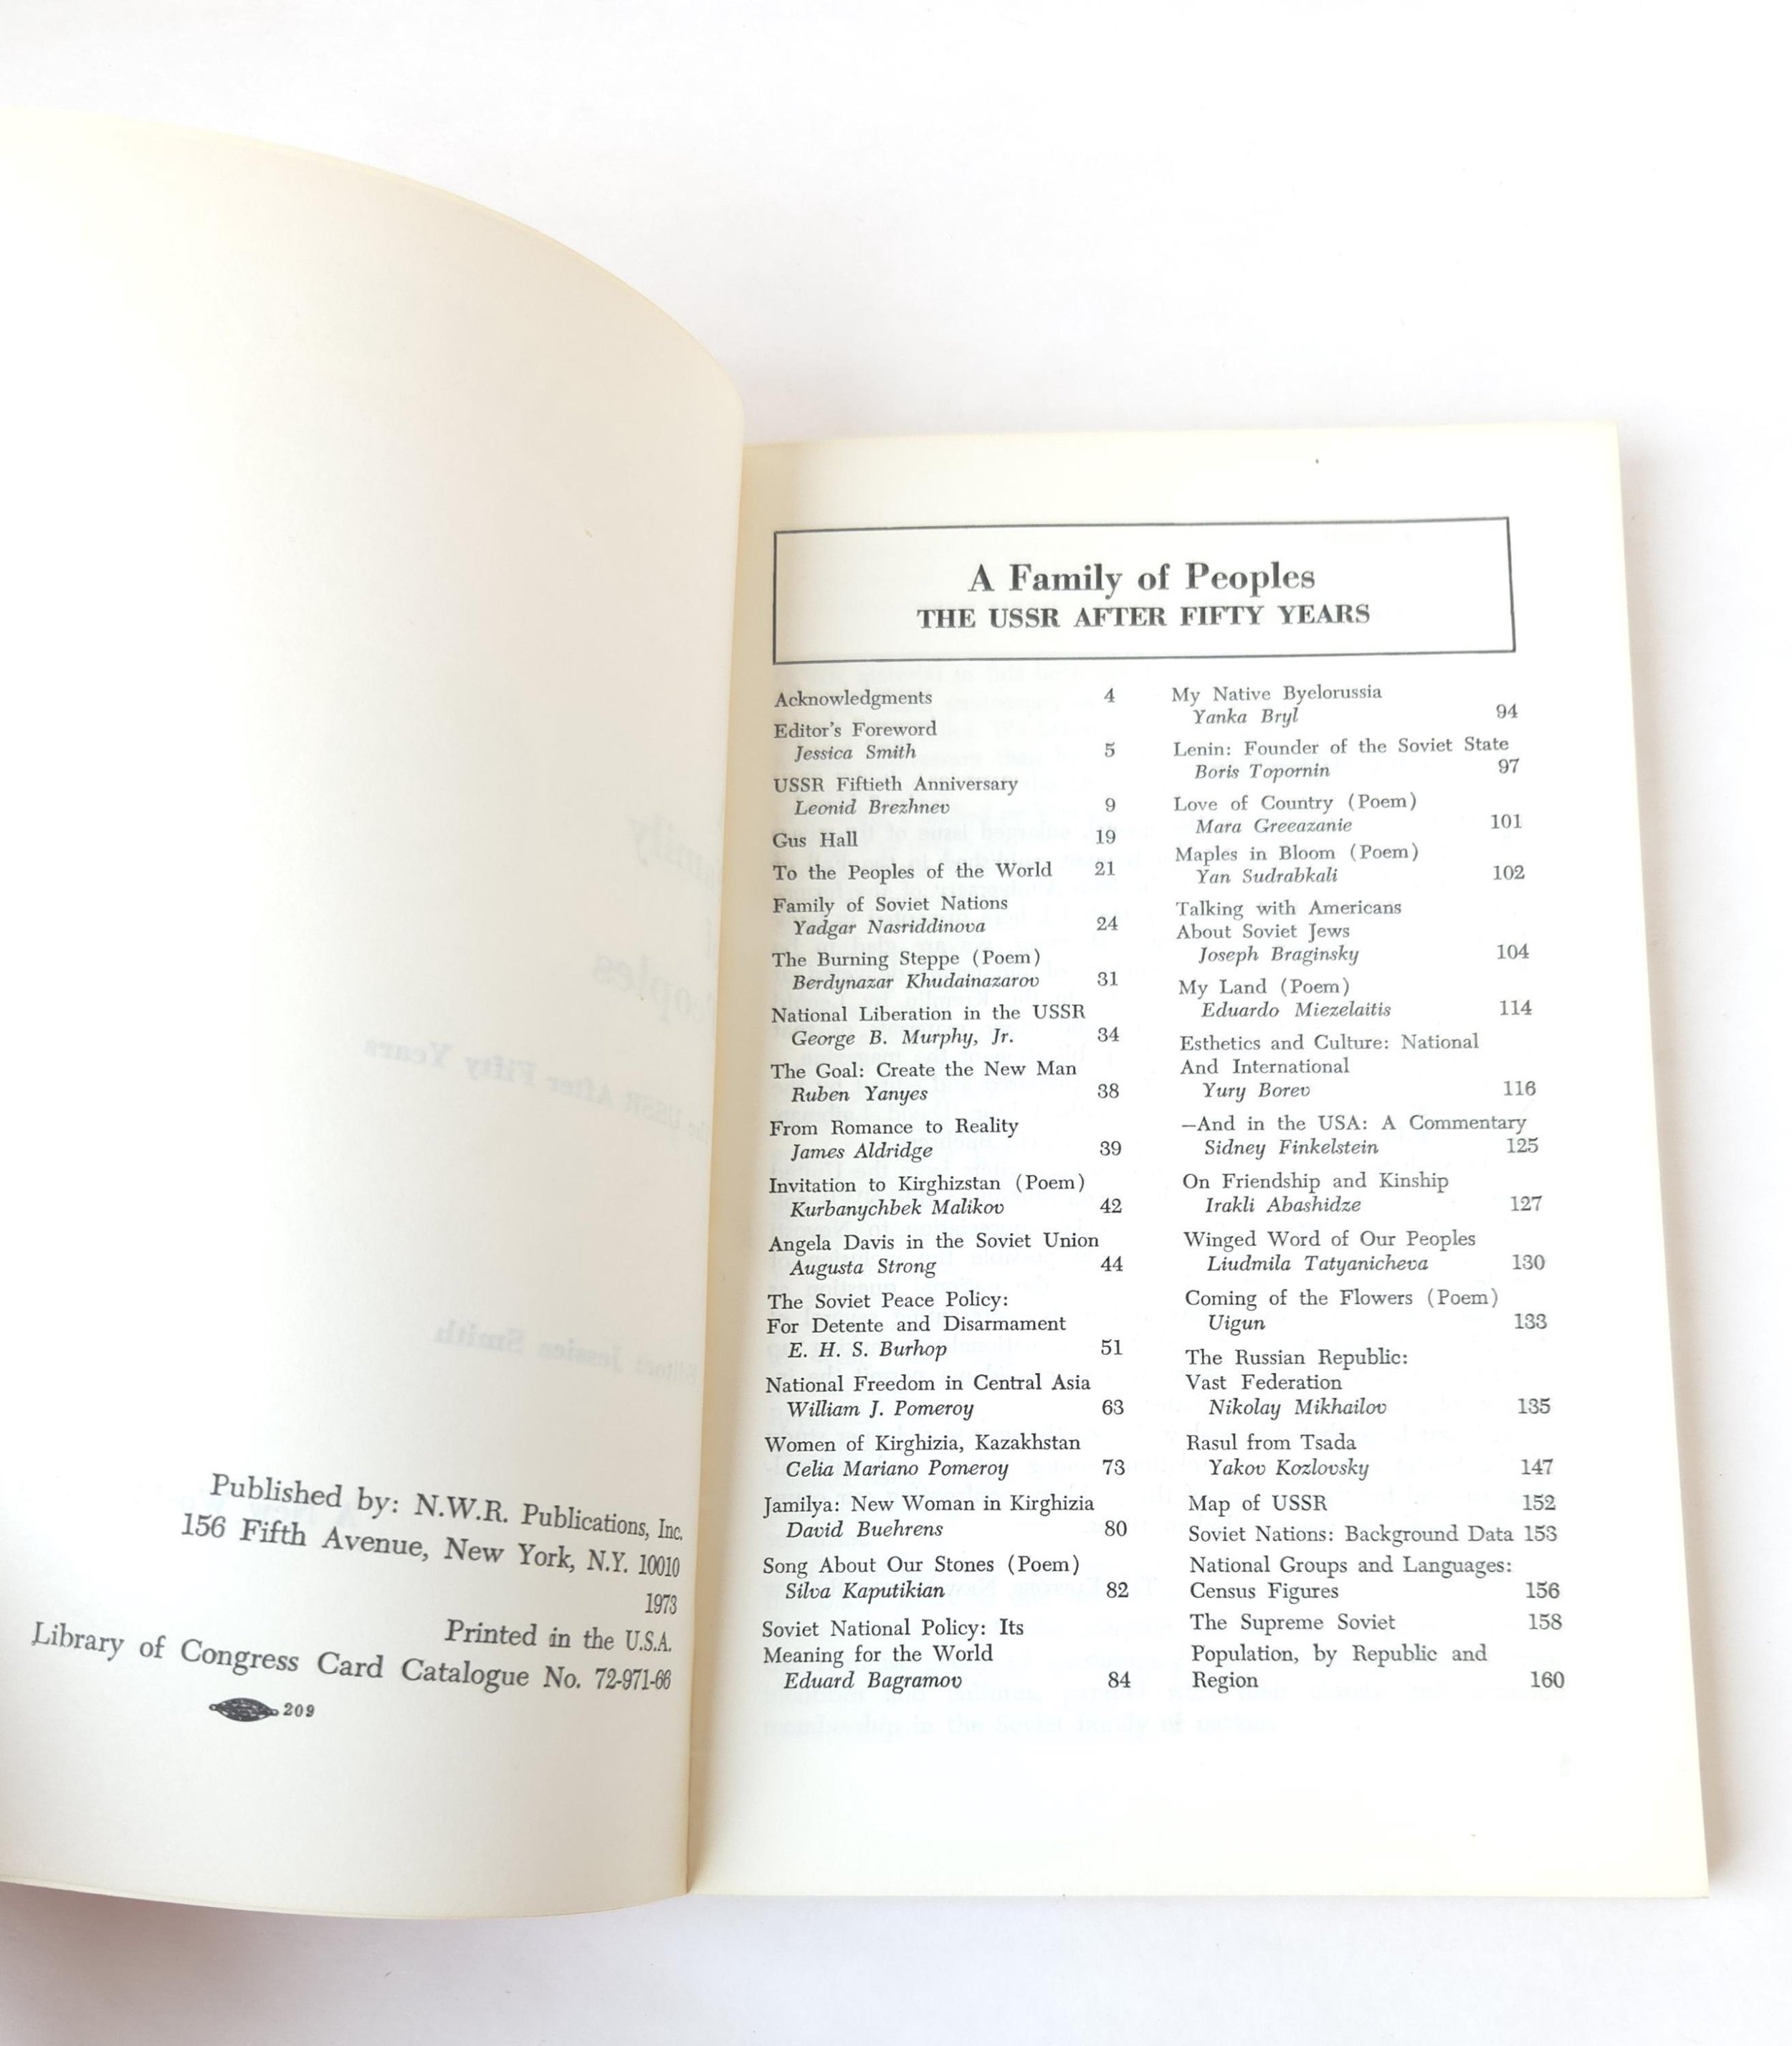 Published by: N.W.R. Publications, Inc.
156 Fifth Avenue, New York, N.Y. 10010
1973
Printed in the U.S.A.
Library of Congress Card Catalogue No. 72-971-66
209
A Family of Peoples
THE USSR AFTER FIFTY YEARS
Acknowledgments 4
Editor's Foreword
Jessica Smith 5
USSR Fiftieth Anniversary
Leonid Brezhnev 9
Gus Hall 19
To the Peoples of the World 21
Family of Soviet Nations
Yadgar Nasriddinova 24
The Burning Steppe (Poem)
Berdynazar Khudainazarov 31
National Liberation in the USSR
George B. Murphy, Jr. 34
The Goal: Create the New Man
Ruben Yanyes 38
From Romance to Reality
James Aldridge 39
Invitation to Kirghizstan (Poem)
Kurbanychbek Malikov 42
Angela Davis in the Soviet Union
Augusta Strong 44
The Soviet Peace Policy:
For Detente and Disarmament
E. H. S. Burhop 51
National Freedom in Central Asia
William J. Pomeroy 63
Women of Kirghizia, Kazakhstan
Celia Mariano Pomeroy 73
Jamilya: New Woman in Kirghizia
David Buehrens 80
Song About Our Stones (Poem)
Silva Kaputikian 82
Soviet National Policy: Its
Meaning for the World
Eduard Bagramov 84
My Native Byelorussia
Yanka Bryl 94
Lenin: Founder of the Soviet State
Boris Topornin 97
Love of Country (Poem)
Mara Greeazanie 101
Maples in Bloom (Poem)
Yan Sudrabkali 102
Talking with Americans
About Soviet Jews
Joseph Braginsky 104
My Land (Poem)
Eduardo Miezelaitis 114
Esthetics and Culture: National
And International
Yury Borev 116
—And in the USA: A Commentary
Sidney Finkelstein 125
On Friendship and Kinship
Irakli Abashidze 127
Winged Word of Our Peoples
Liudmila Tatyanicheva 130
Coming of the Flowers (Poem)
Uigun 133
The Russian Republic:
Vast Federation
Nikolay Mikhailov 135
Rasul from Tsada
Yakov Kozlovsky 147
Map of USSR 152
Soviet Nations: Background Data 153
National Groups and Languages:
Census Figures 156
The Supreme Soviet 158
Population, by Republic and
Region 160